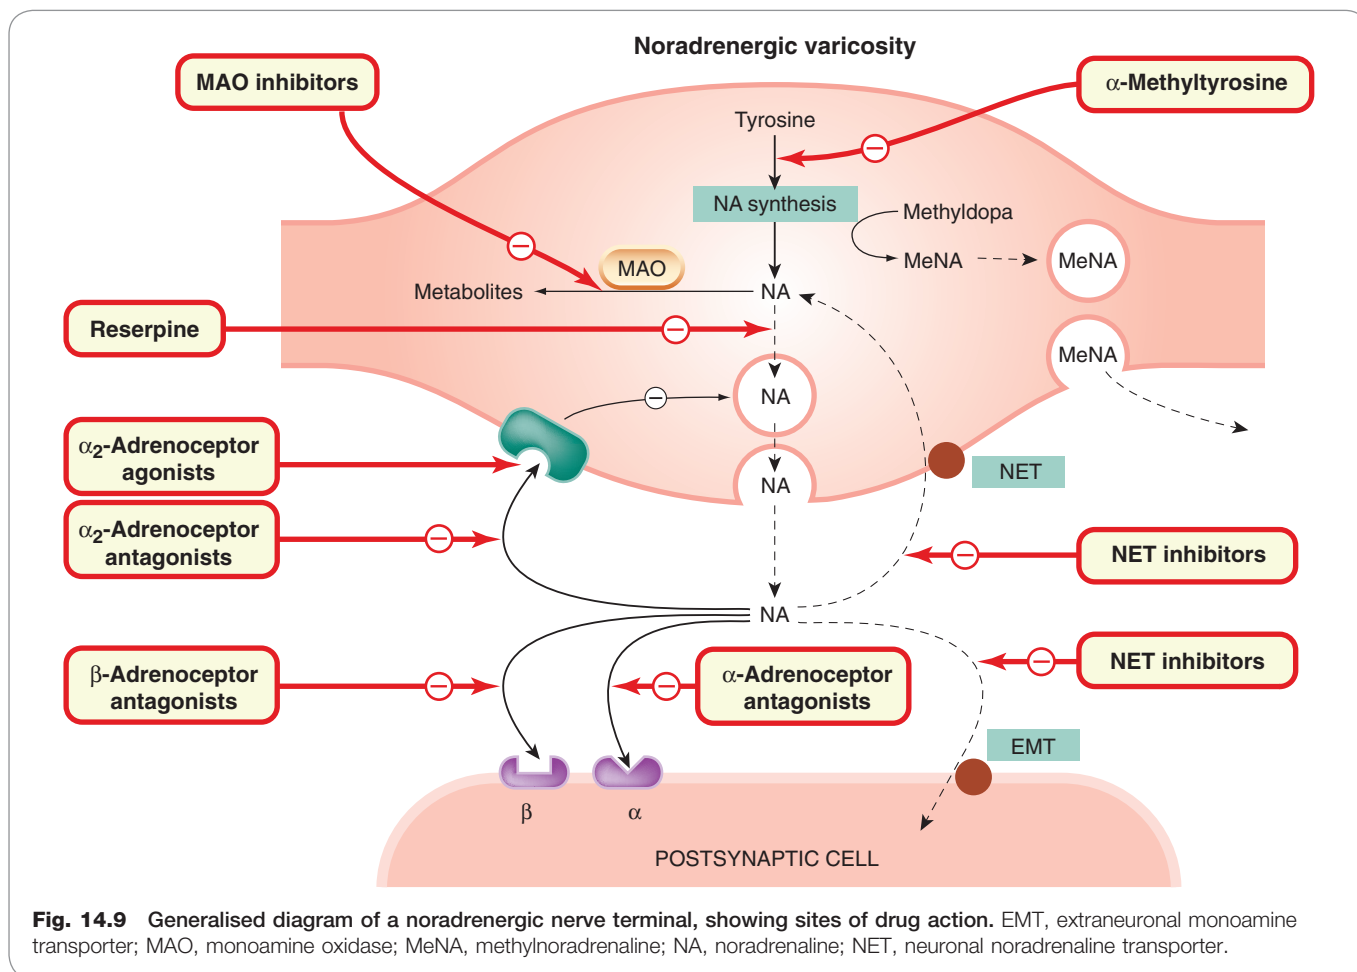 Noradrenergic varicosity
MAO inhibitors
α-Methyltyrosine
Tyrosine
NA synthesis
Methyldopa
MeNA
MeNA
MAO
Metabolites
NA
Reserpine
MeNA
NA
α2-Adrenoceptor
agonists
NET
NA
α2-Adrenoceptor
antagonists
NET inhibitors
NA
NET inhibitors
β-Adrenoceptor
antagonists
α-Adrenoceptor
antagonists
EMT
β
α
POSTSYNAPTIC CELL
Fig. 14.9 Generalised diagram of a noradrenergic nerve terminal, showing sites of drug action. EMT, extraneuronal monoamine
transporter; MAO, monoamine oxidase; MeNA, methylnoradrenaline; NA, noradrenaline; NET, neuronal noradrenaline transporter.